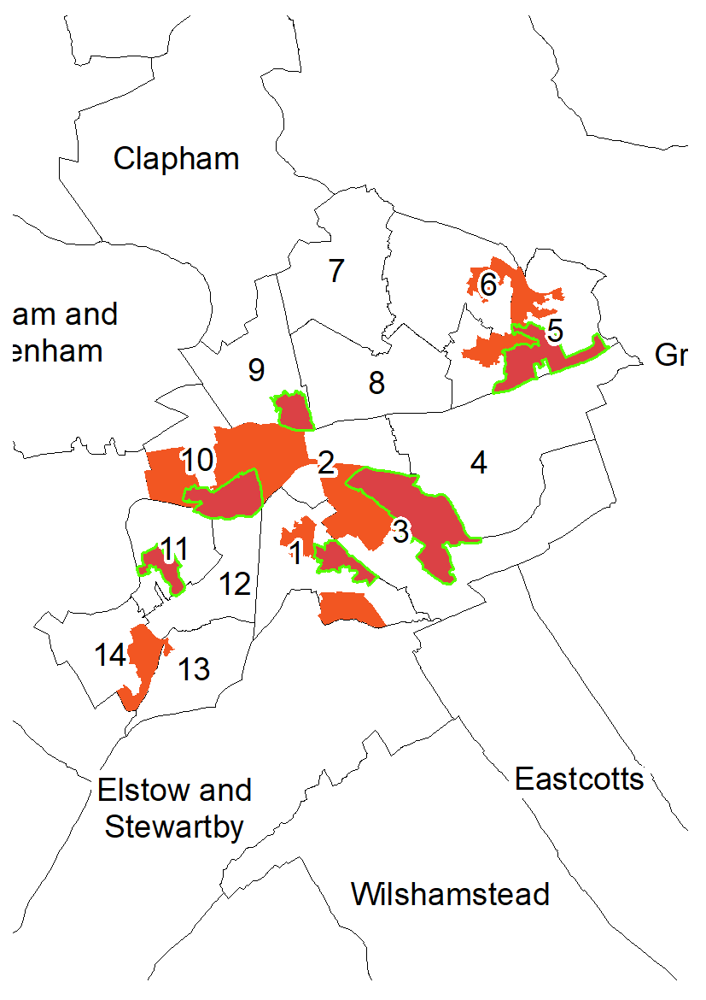 Clapham
7
6
am and
enham
5
Gr
9
8
10
2
4
3
11
1
12
14
13
Elstow and
Stewartby
Eastcotts
Wilshamstead